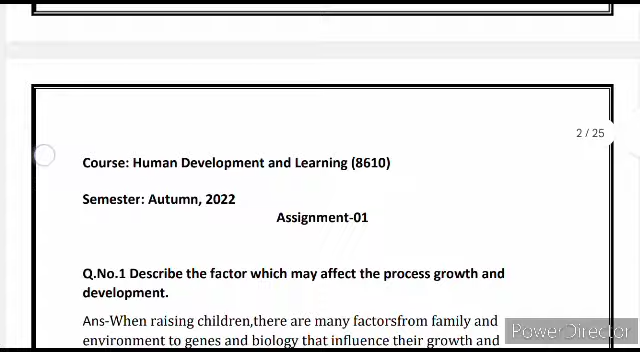 2 / 25
Course: Human Development and Learning (8610)
Semester: Autumn, 2022
Assignment-01
Q.No.1 Describe the factor which may affect the process growth and
development.
Ans-When raising children,there are many factorsfrom family and
environment to genes and biology that influence their growth and
PowerDirector